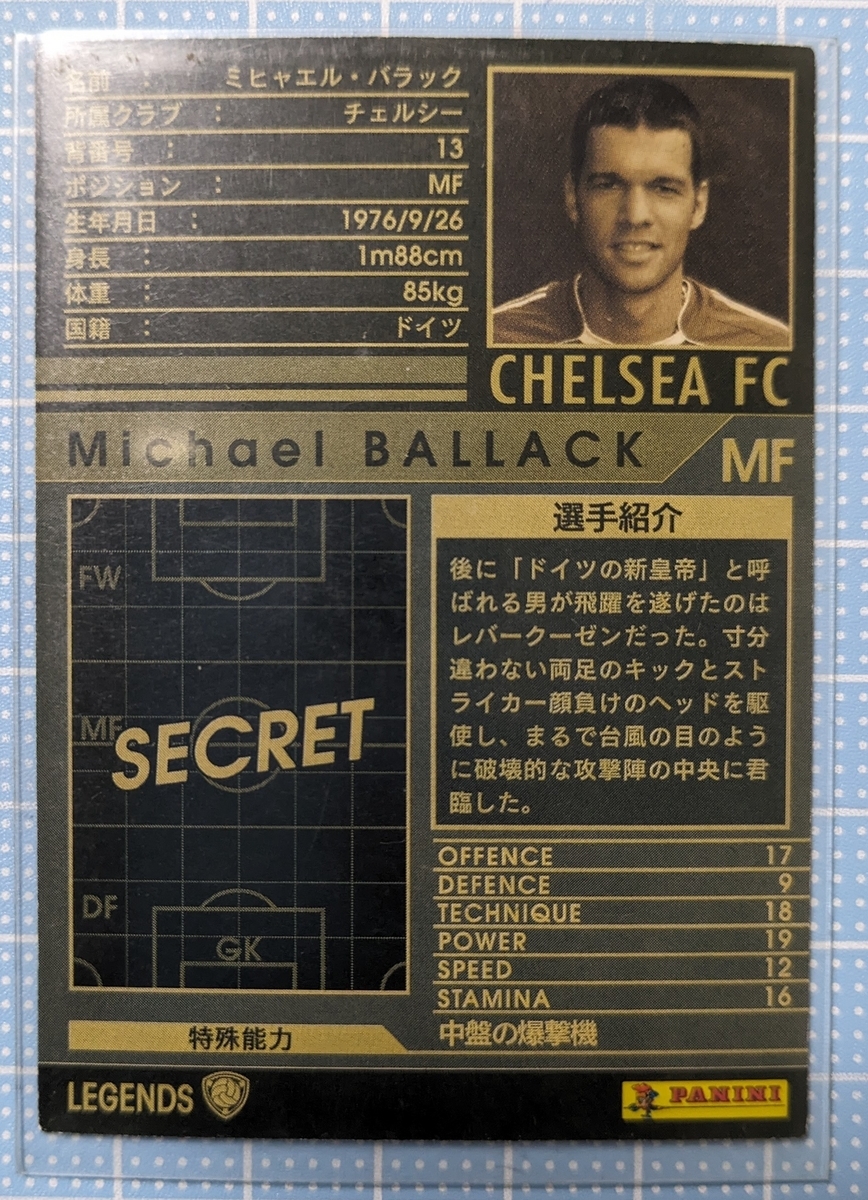 名前 : ミヒャエル・バラック
所属クラブ : チェルシー
背番号 : 13
ポジション : MF
生年月日 : 1976/9/26
身長 : 1m88cm
体重 : 85kg
国籍 : ドイツ
CHELSEA FC
Michael BALLACK
MF
FW
MF
SECRET
DF
GK
選手紹介
後に「ドイツの新皇帝」と呼
ばれる男が飛躍を遂げたのは
レバークーゼンだった。寸分
違わない両足のキックとスト
ライカー顔負けのヘッドを駆
使し、まるで台風の目のよう
に破壊的な攻撃陣の中央に君
臨した。
OFFENCE 17
DEFENCE 9
TECHNIQUE 18
POWER 19
SPEED 12
STAMINA 16
特殊能力 中盤の爆撃機
LEGENDS
PANINI